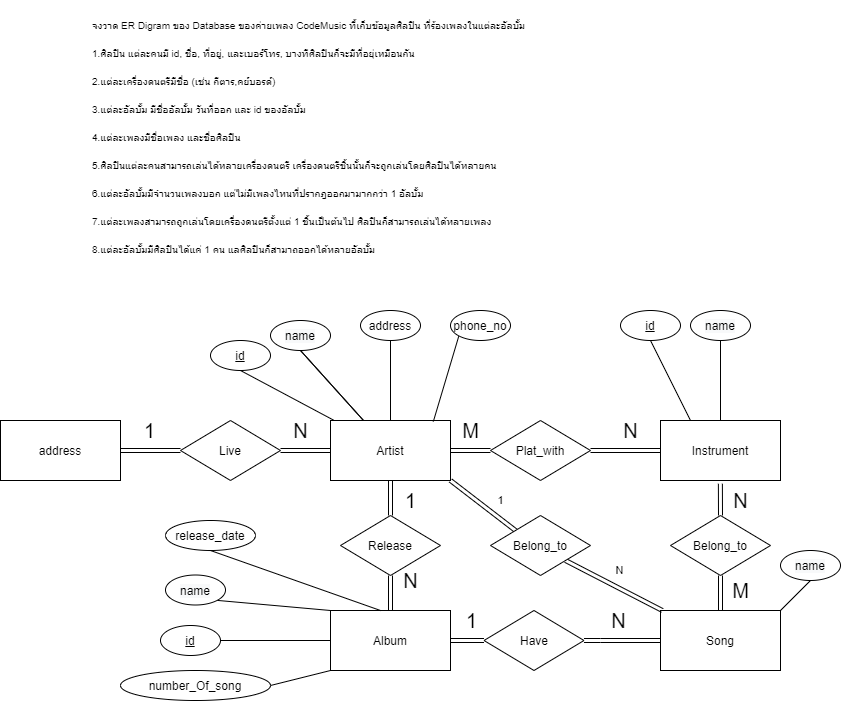 จงวาด ER Digram ของ Database ของค่ายเพลง CodeMusic ที่เก็บข้อมูลศิลปิน ที่ร้องเพลงในแต่ละอัลบั้ม
1.ศิลปิน แต่ละคนมี id, ชื่อ, ที่อยู่, และเบอร์โทร, บางทีศิลปินก็จะมีที่อยู่เหมือนกัน
2.แต่ละเครื่องดนตรีมีชื่อ (เช่น กีตาร,คย์บอรด์)
3.แต่ละอัลบั้ม มีชื่ออัลบั้ม วันที่ออก และ id ของอัลบั้ม
4.แต่ละเพลงมีชื่อเพลง และชื่อศิลปิน
5.ศิลปินแต่ละคนสามารถเล่นได้หลายเครื่องดนตรี เครื่องดนตรีชิ้นนั้นก็จะถูกเล่นโดยศิลปินได้หลายคน
6.แต่ละอัลบั้มมีจำนวนเพลงบอก แต่ไม่มีเพลงไหนที่ปรากฏออกมามากกว่า 1 อัลบั้ม
7.แต่ละเพลงสามารถถูกเล่นโดยเครื่องดนตรีตั้งแต่ 1 ชิ้นเป็นต้นไป ศิลปินก็สามารถเล่นได้หลายเพลง
8.แต่ละอัลบั้มมีศิลปินได้แค่ 1 คน แลศิลปินก็สามาถออกได้หลายอัลบั้ม
address
phone_no
id
name
name
id
1
N
M
N
address
Live
Artist
Plat_with
Instrument
1
1
N
release_date
Release
Belong_to
Belong_to
name
N
name
N
M
id
1
N
Album
Have
Song
number_Of_song